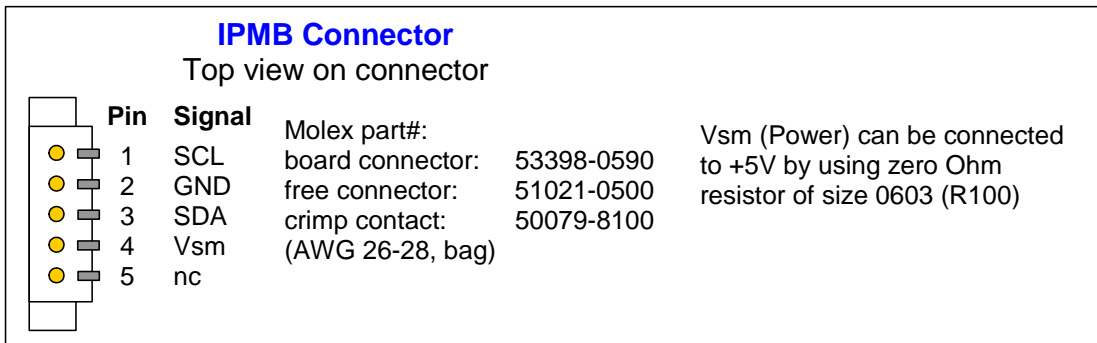 IPMB Connector
Top view on connector
Pin Signal
1 SCL
2 GND
3 SDA
4 Vsm
5 nc
Molex part#:
board connector: 53398-0590
free connector: 51021-0500
crimp contact: 50079-8100
(AWG 26-28, bag)
Vsm (Power) can be connected
to +5V by using zero Ohm
resistor of size 0603 (R100)